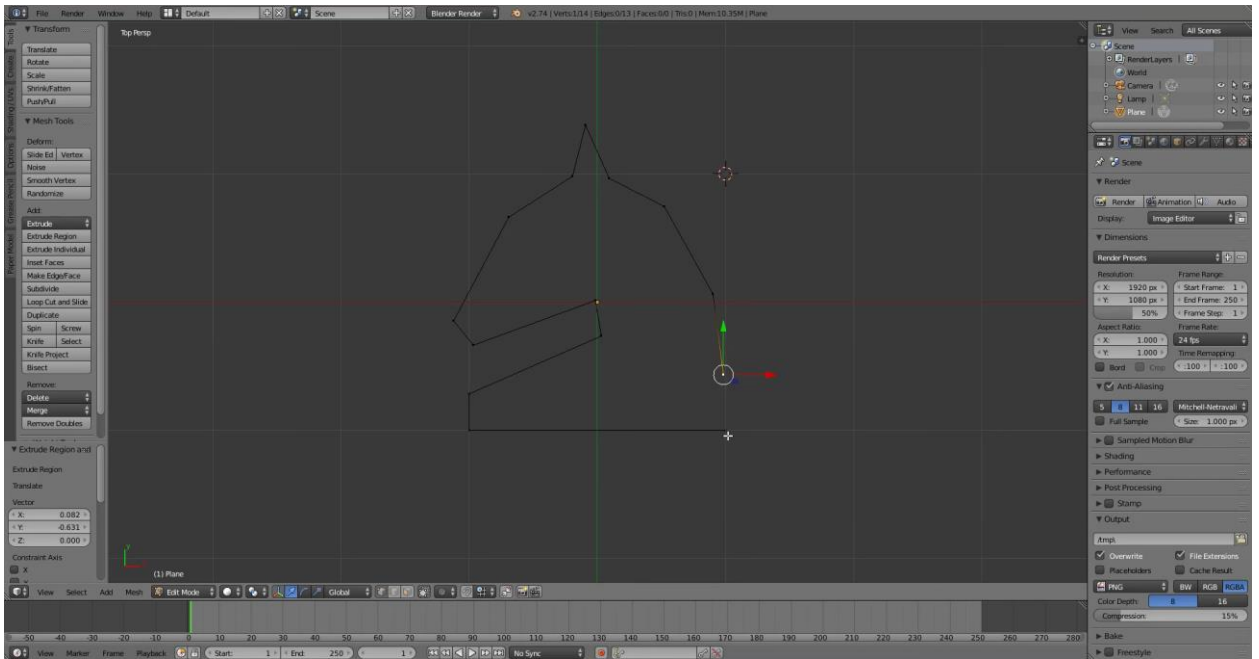 File Render Window Help Default Scene Blender Render v2.74 | Verts:1/14 | Edges:0/13 | Faces:0/0 | Tris:0 | Mem:10.35M | Plane
View Search All Scenes
Tools
Create
Shading / UVs
Options
Grease Pencil
Paper Model
Transform
Translate
Rotate
Scale
Shrink/Fatten
Push/Pull
Mesh Tools
Deform:
Slide Ed Vertex
Noise
Smooth Vertex
Randomize
Add:
Extrude
Extrude Region
Extrude Individual
Inset Faces
Make Edge/Face
Subdivide
Loop Cut and Slide
Duplicate
Spin Screw
Knife Select
Knife Project
Bisect
Remove:
Delete
Merge
Remove Doubles
Extrude Region and
Extrude Region
Translate
Vector
X: 0.082
Y: -0.631
Z: 0.000
Constraint Axis
X
Top Persp
y
(1) Plane
Scene
RenderLayers
World
Camera
Lamp
Plane
Scene
Render
Render Animation Audio
Display: Image Editor
Dimensions
Render Presets
Resolution: Frame Range:
X: 1920 px Start Frame: 1
Y: 1080 px End Frame: 250
50% Frame Step: 1
Aspect Ratio: Frame Rate:
X: 1.000 24 fps
Y: 1.000 Time Remapping:
Bord Crop :100 :100
Anti-Aliasing
5 8 11 16 Mitchell-Netravali
Full Sample Size: 1.000 px
Sampled Motion Blur
Shading
Performance
Post Processing
Stamp
Output
/tmp\
Overwrite File Extensions
Placeholders Cache Result
PNG BW RGB RGBA
Color Depth: 8 16
Compression: 15%
Bake
Freestyle
View Select Add Mesh Edit Mode Global
-50 -40 -30 -20 -10 0 10 20 30 40 50 60 70 80 90 100 110 120 130 140 150 160 170 180 190 200 210 220 230 240 250 260 270 280
View Marker Frame Playback Start: 1 End: 250 1 No Sync